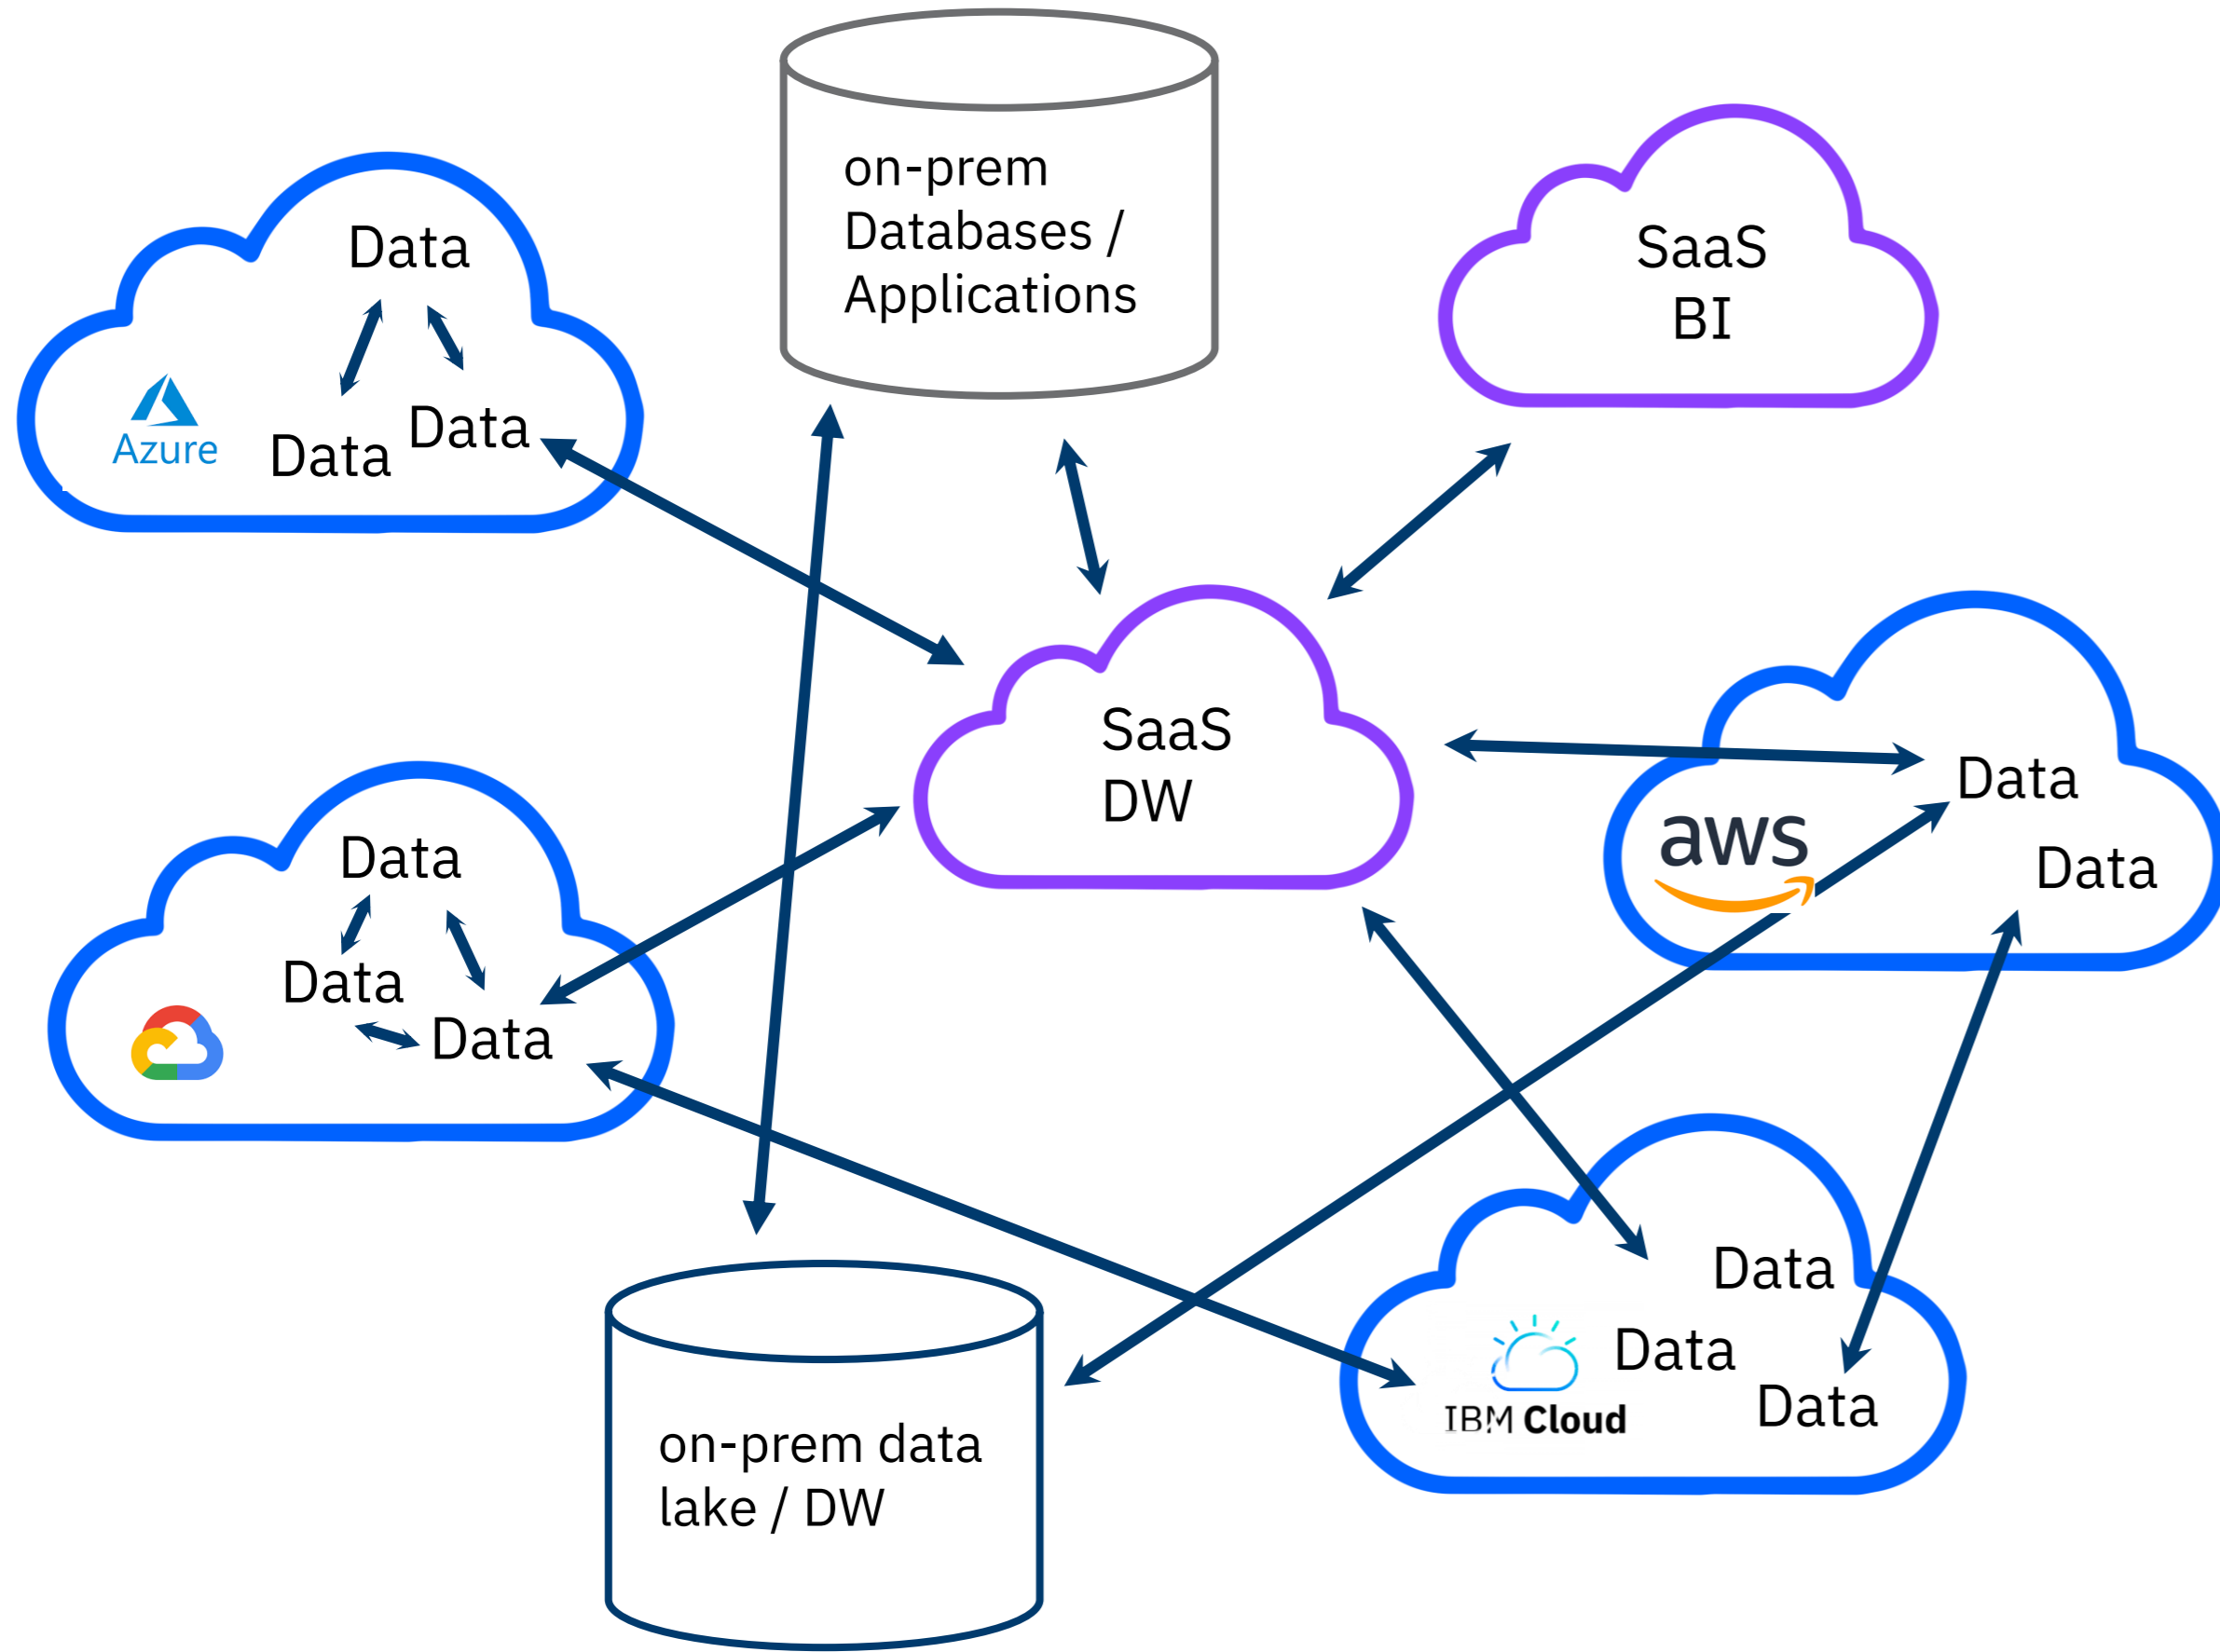 on-prem
Databases /
Applications
SaaS
BI
Data
Data
Data
Azure
SaaS
DW
Data
Data
aws
Data
Data
Data
Data
Data
Data
IBM Cloud
on-prem data
lake / DW